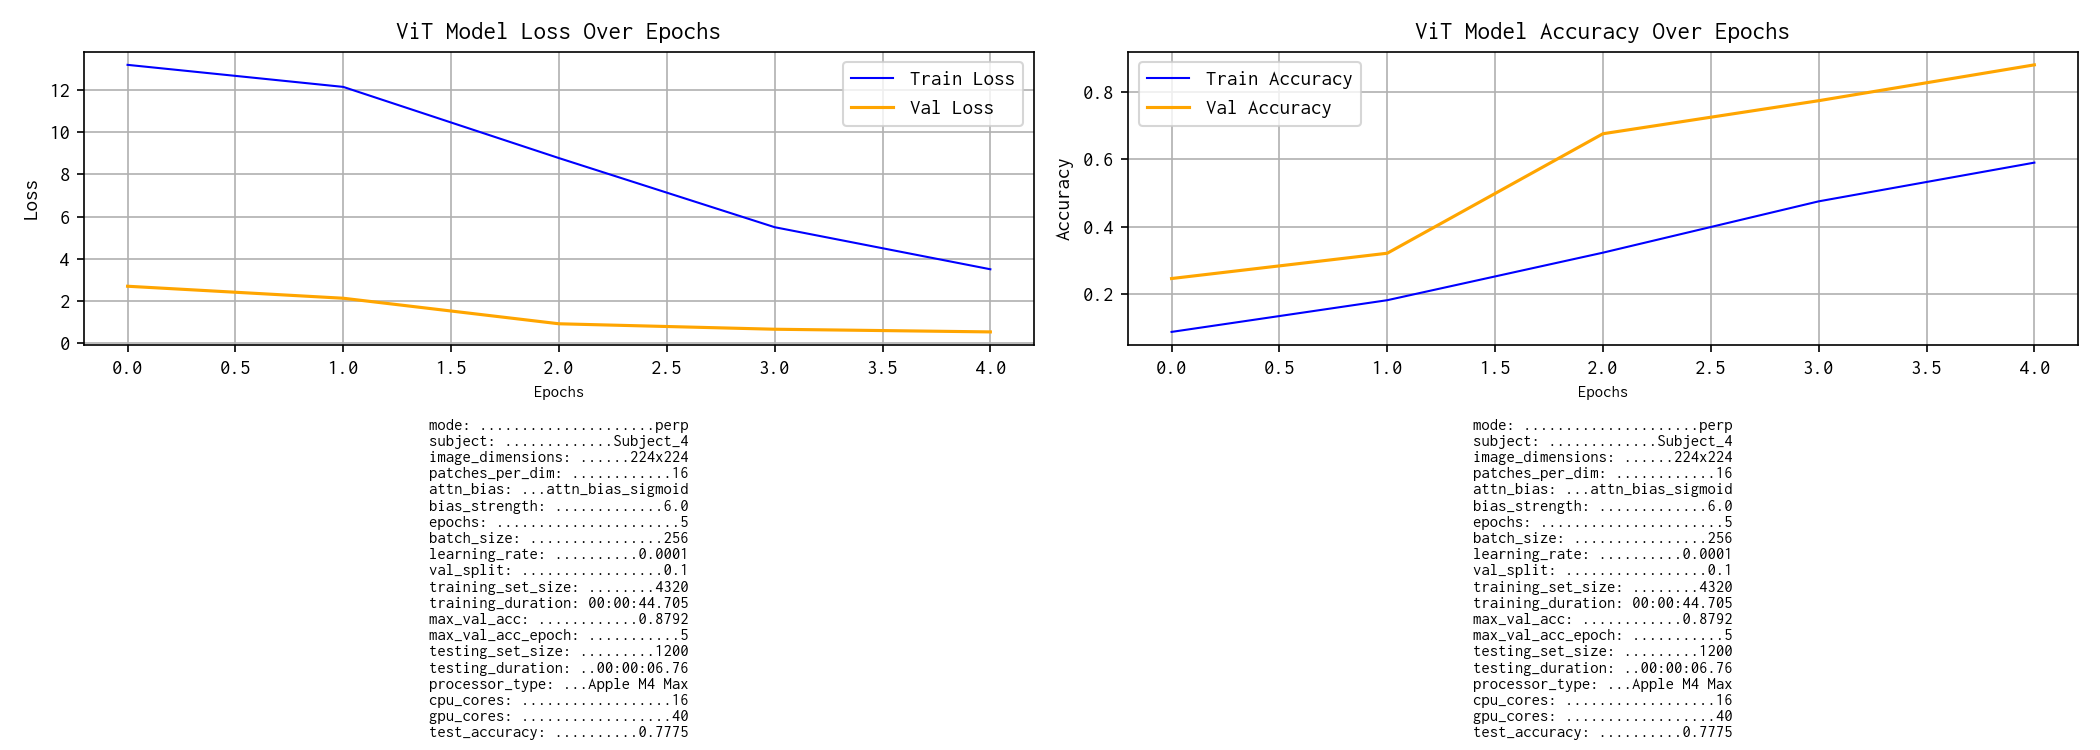 ViT Model Loss Over Epochs
Train Loss
Val Loss
Loss
12
10
8
6
4
2
0
0.0 0.5 1.0 1.5 2.0 2.5 3.0 3.5 4.0
Epochs
mode: .....................perp
subject: .............Subject_4
image_dimensions: ......224x224
patches_per_dim: ............16
attn_bias: ...attn_bias_sigmoid
bias_strength: .............6.0
epochs: ......................5
batch_size: ................256
learning_rate: ..........0.0001
val_split: .................0.1
training_set_size: ........4320
training_duration: 00:00:44.705
max_val_acc: ............0.8792
max_val_acc_epoch: ...........5
testing_set_size: .........1200
testing_duration: ..00:00:06.76
processor_type: ...Apple M4 Max
cpu_cores: ..................16
gpu_cores: ..................40
test_accuracy: ..........0.7775
ViT Model Accuracy Over Epochs
Train Accuracy
Val Accuracy
Accuracy
0.8
0.6
0.4
0.2
0.0 0.5 1.0 1.5 2.0 2.5 3.0 3.5 4.0
Epochs
mode: .....................perp
subject: .............Subject_4
image_dimensions: ......224x224
patches_per_dim: ............16
attn_bias: ...attn_bias_sigmoid
bias_strength: .............6.0
epochs: ......................5
batch_size: ................256
learning_rate: ..........0.0001
val_split: .................0.1
training_set_size: ........4320
training_duration: 00:00:44.705
max_val_acc: ............0.8792
max_val_acc_epoch: ...........5
testing_set_size: .........1200
testing_duration: ..00:00:06.76
processor_type: ...Apple M4 Max
cpu_cores: ..................16
gpu_cores: ..................40
test_accuracy: ..........0.7775